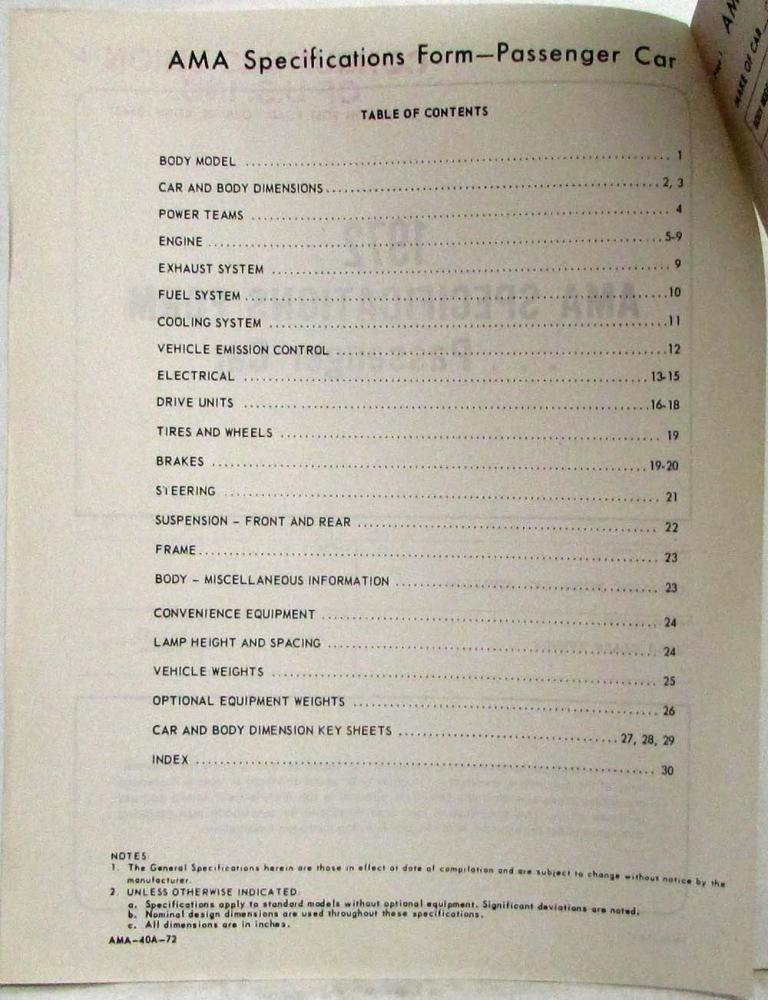 AMA Specifications Form—Passenger Car
TABLE OF CONTENTS
BODY MODEL ........ 1
CAR AND BODY DIMENSIONS ........ 2, 3
POWER TEAMS ........ 4
ENGINE ........ 5-9
EXHAUST SYSTEM ........ 9
FUEL SYSTEM ........ 10
COOLING SYSTEM ........ 11
VEHICLE EMISSION CONTROL ........ 12
ELECTRICAL ........ 13-15
DRIVE UNITS ........ 16-18
TIRES AND WHEELS ........ 19
BRAKES ........ 19-20
STEERING ........ 21
SUSPENSION – FRONT AND REAR ........ 22
FRAME ........ 23
BODY – MISCELLANEOUS INFORMATION ........ 23
CONVENIENCE EQUIPMENT ........ 24
LAMP HEIGHT AND SPACING ........ 24
VEHICLE WEIGHTS ........ 25
OPTIONAL EQUIPMENT WEIGHTS ........ 26
CAR AND BODY DIMENSION KEY SHEETS ........ 27, 28, 29
INDEX ........ 30
NOTES
1. The General Specifications herein are those in effect at date of compilation and are subject to change without notice by the
manufacturer.
2. UNLESS OTHERWISE INDICATED:
a. Specifications apply to standard models without optional equipment. Significant deviations are noted.
b. Nominal design dimensions are used throughout these specifications.
c. All dimensions are in inches.
AMA-40A-72
MAKE OF CAR